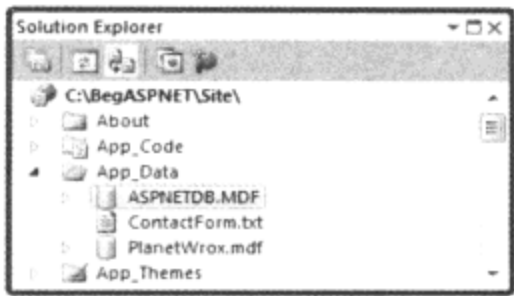 Solution Explorer
C:\BegASPNET\Site\
About
App_Code
App_Data
ASPNETDB.MDF
ContactForm.txt
PlanetWrox.mdf
App_Themes